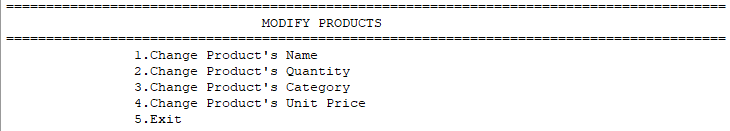 ==========================================================================================
MODIFY PRODUCTS
==========================================================================================
1.Change Product's Name
2.Change Product's Quantity
3.Change Product's Category
4.Change Product's Unit Price
5.Exit